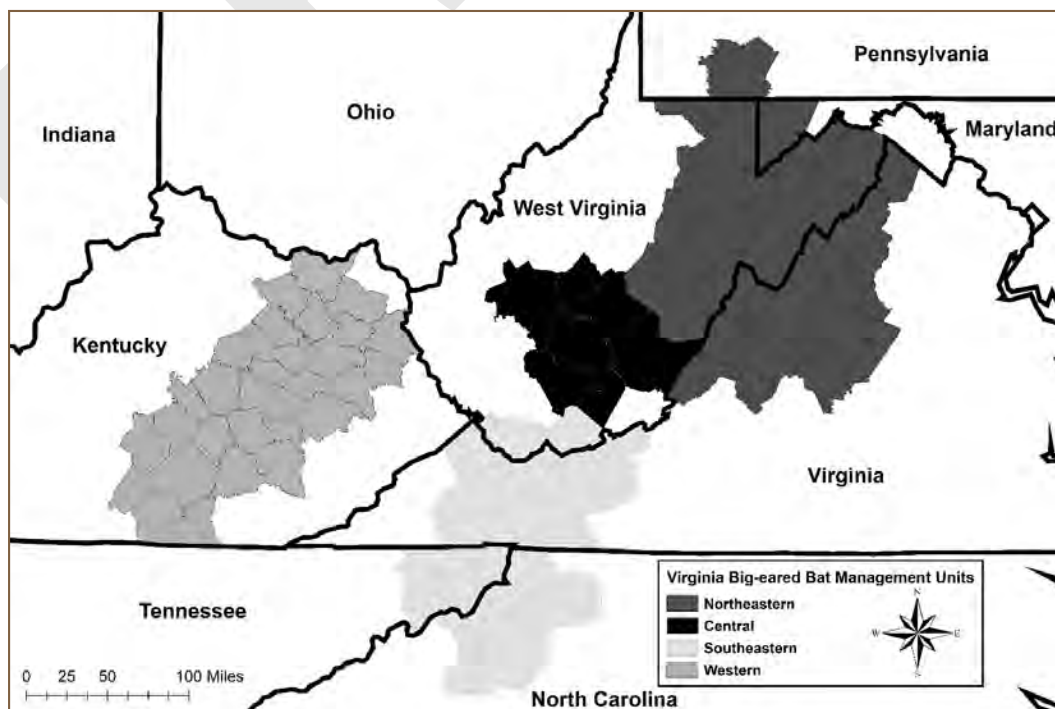 Pennsylvania
Ohio
Indiana
Maryland
West Virginia
Kentucky
Virginia
Virginia Big-eared Bat Management Units
Northeastern
Central
Southeastern
Western
N
W
E
S
Tennessee
0 25 50 100 Miles
North Carolina